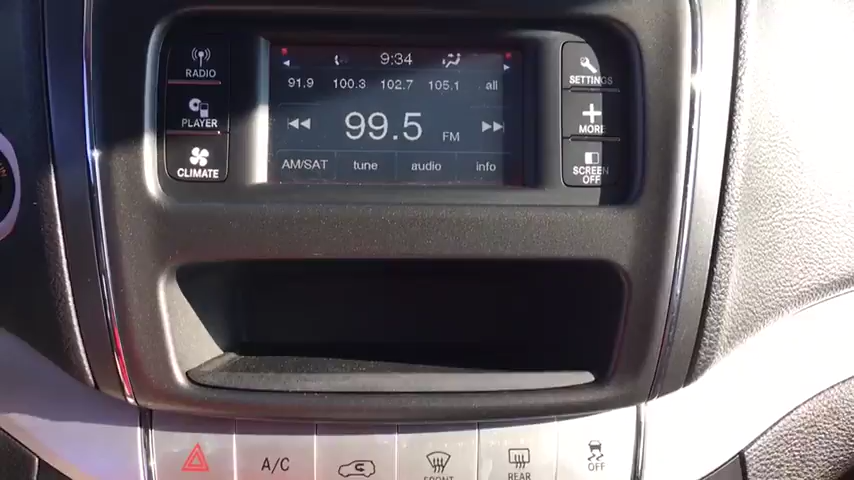 RADIO
PLAYER
CLIMATE
9:34
91.9 100.3 102.7 105.1 all
99.5 FM
AM/SAT tune audio info
SETTINGS
MORE
SCREEN
OFF
A/C
FRONT
REAR
OFF